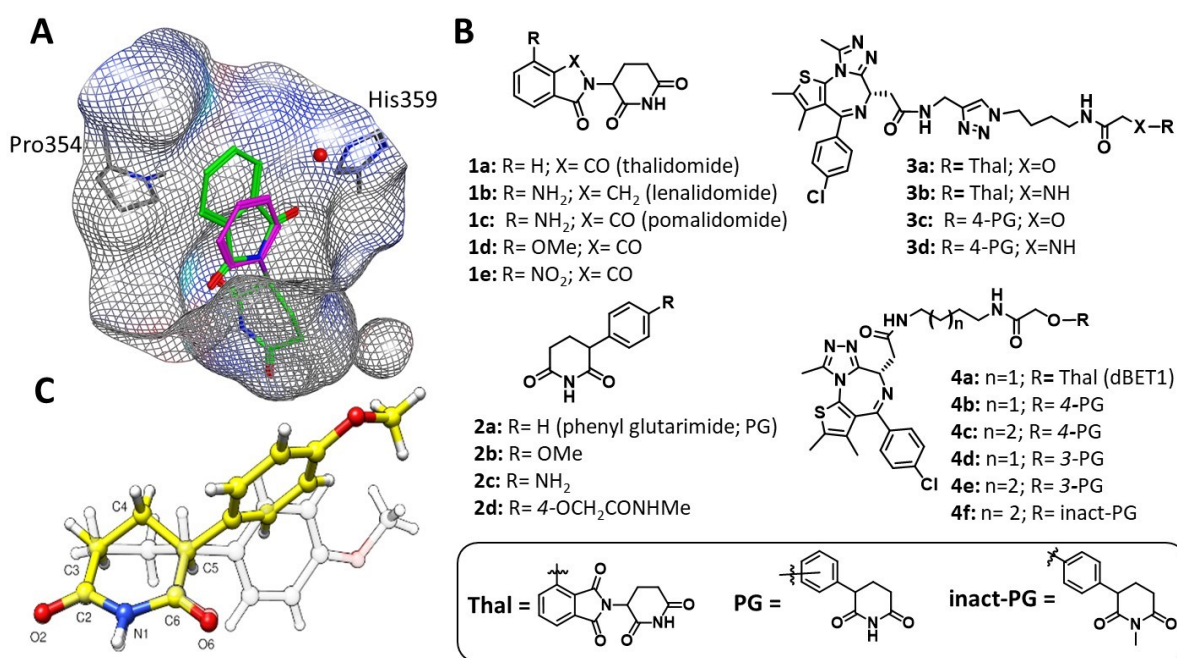 A
Pro354
His359
B
R
X
N
O
O
NH
O
1a: R= H; X= CO (thalidomide)
1b: R= NH₂; X= CH₂ (lenalidomide)
1c: R= NH₂; X= CO (pomalidomide)
1d: R= OMe; X= CO
1e: R= NO₂; X= CO
N-N
N
N
S
O
N
H
N=N
N
H
N
O
X-R
Cl
3a: R= Thal; X=O
3b: R= Thal; X=NH
3c: R= 4-PG; X=O
3d: R= 4-PG; X=NH
R
O
N
H
O
2a: R= H (phenyl glutarimide; PG)
2b: R= OMe
2c: R= NH₂
2d: R= 4-OCH₂CONHMe
HN
n
H
N
O
O-R
O
N-N
N
N
S
Cl
4a: n=1; R= Thal (dBET1)
4b: n=1; R= 4-PG
4c: n=2; R= 4-PG
4d: n=1; R= 3-PG
4e: n=2; R= 3-PG
4f: n= 2; R= inact-PG
C
C4
C3
C5
C2
C6
O2
N1
O6
Thal =
O
N
O
O
NH
O
PG =
O
N
H
O
inact-PG =
O
N
O